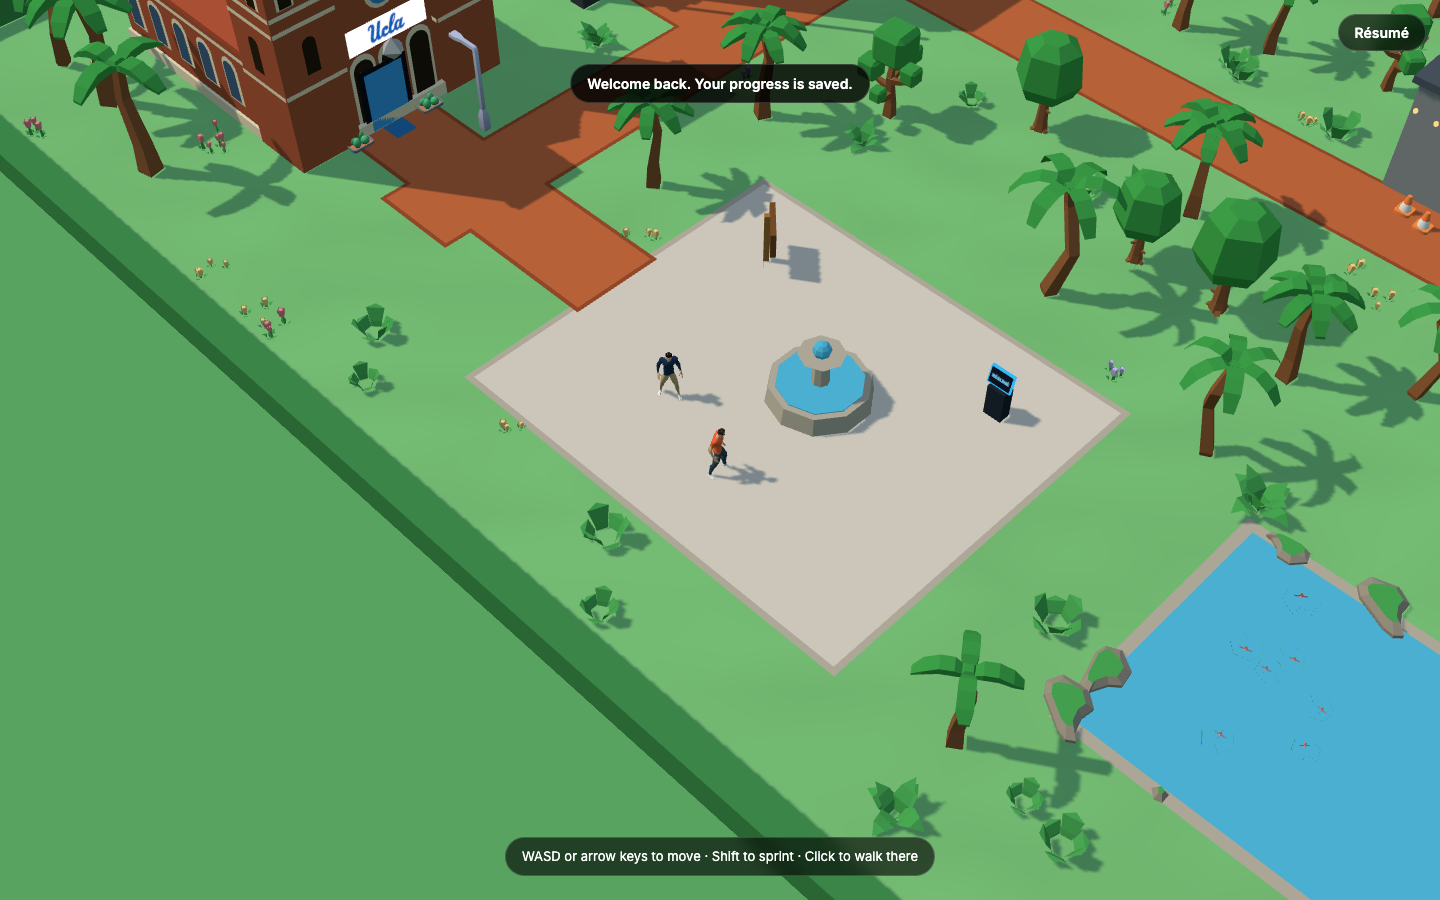 Ucla
Résumé
Welcome back. Your progress is saved.
WASD or arrow keys to move · Shift to sprint · Click to walk there